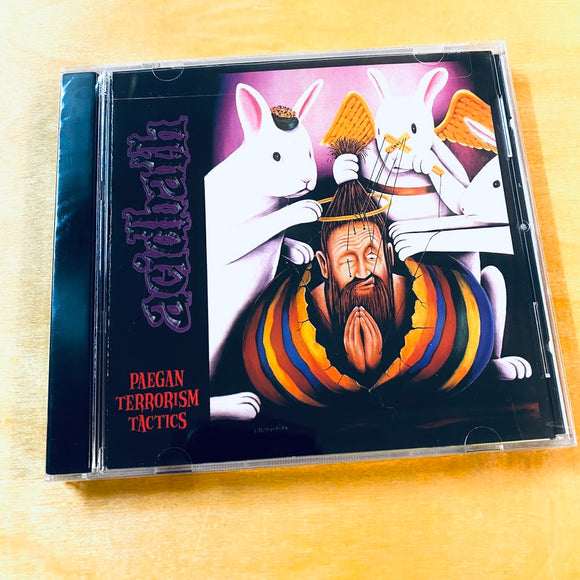 acidbath
PAEGAN
TERRORISM
TACTICS